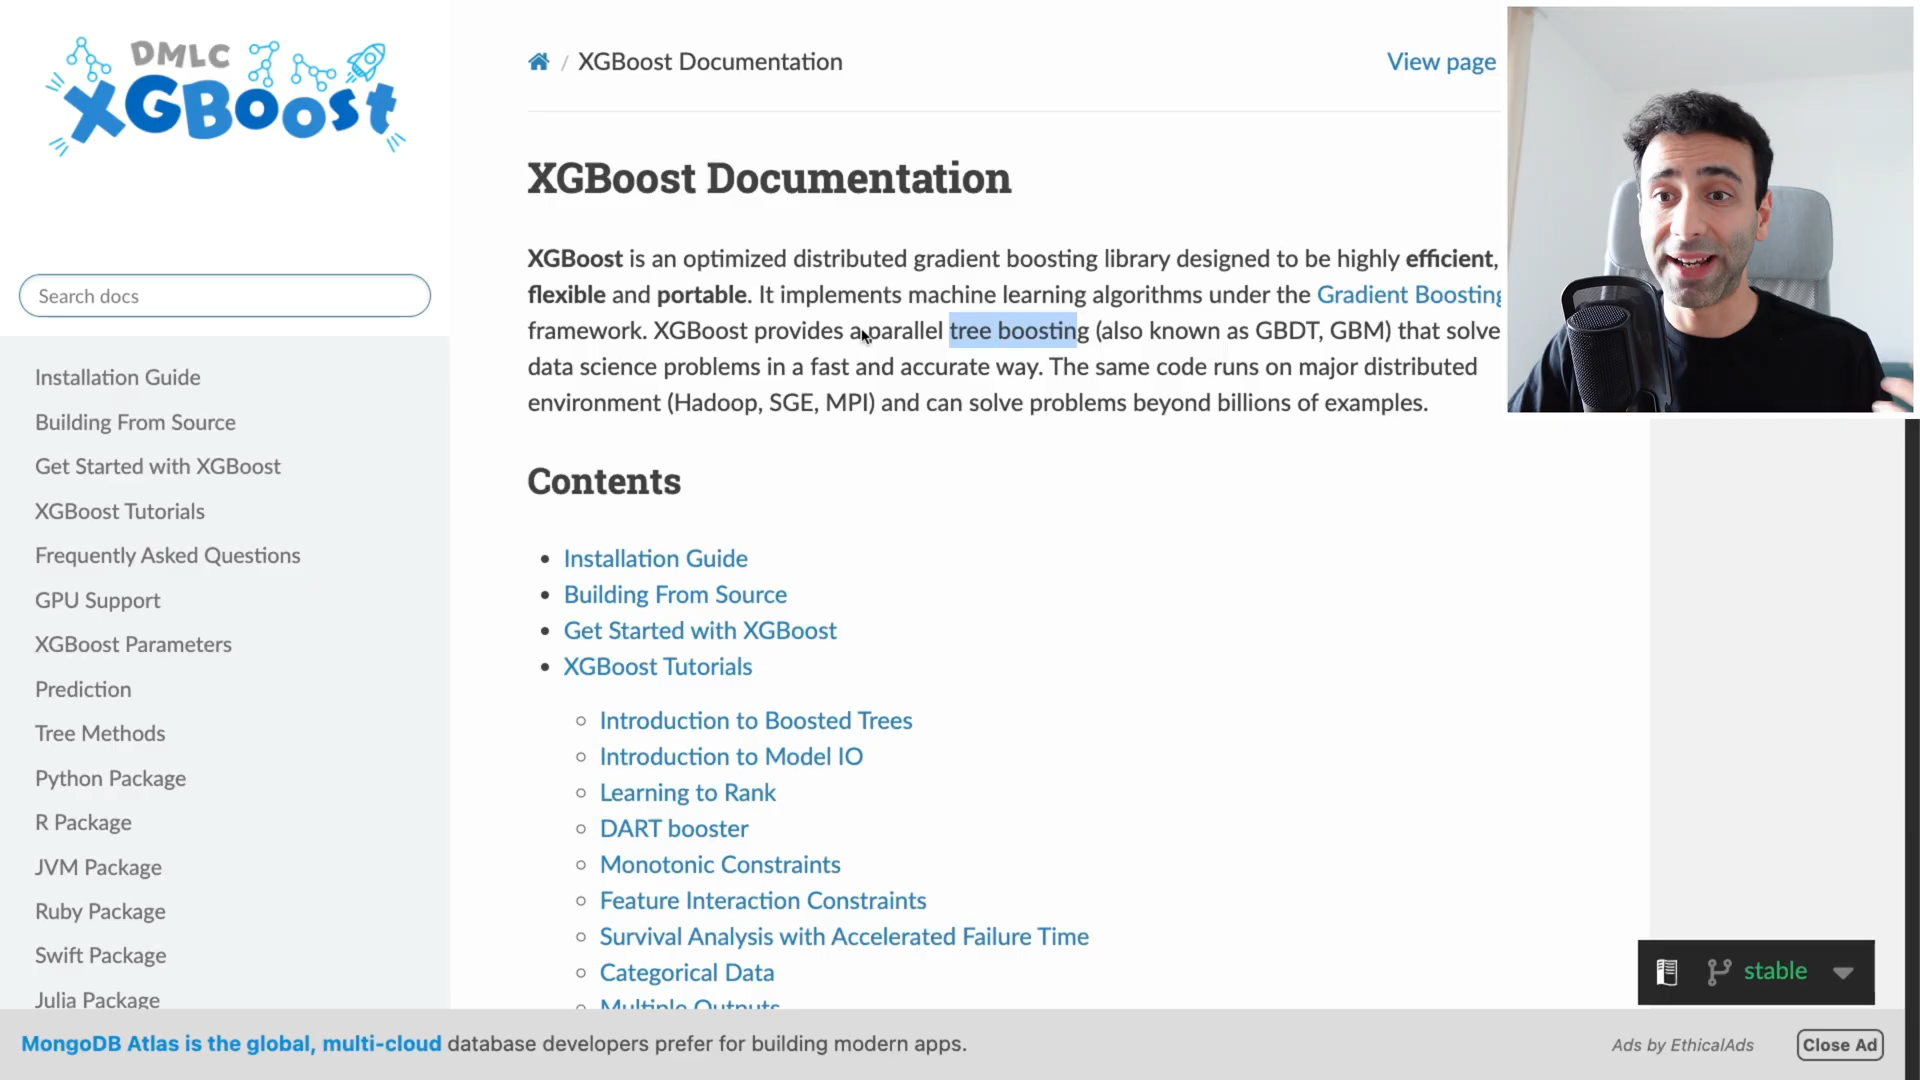 DMLC
XGBoost
Search docs
Installation Guide
Building From Source
Get Started with XGBoost
XGBoost Tutorials
Frequently Asked Questions
GPU Support
XGBoost Parameters
Prediction
Tree Methods
Python Package
R Package
JVM Package
Ruby Package
Swift Package
Julia Package
/ XGBoost Documentation
View page
XGBoost Documentation
XGBoost is an optimized distributed gradient boosting library designed to be highly efficient,
flexible and portable. It implements machine learning algorithms under the Gradient Boosting
framework. XGBoost provides a parallel tree boosting (also known as GBDT, GBM) that solve
data science problems in a fast and accurate way. The same code runs on major distributed
environment (Hadoop, SGE, MPI) and can solve problems beyond billions of examples.
Contents
• Installation Guide
• Building From Source
• Get Started with XGBoost
• XGBoost Tutorials
◦ Introduction to Boosted Trees
◦ Introduction to Model IO
◦ Learning to Rank
◦ DART booster
◦ Monotonic Constraints
◦ Feature Interaction Constraints
◦ Survival Analysis with Accelerated Failure Time
◦ Categorical Data
◦ Multiple Outputs
stable
MongoDB Atlas is the global, multi-cloud database developers prefer for building modern apps.
Ads by EthicalAds
Close Ad